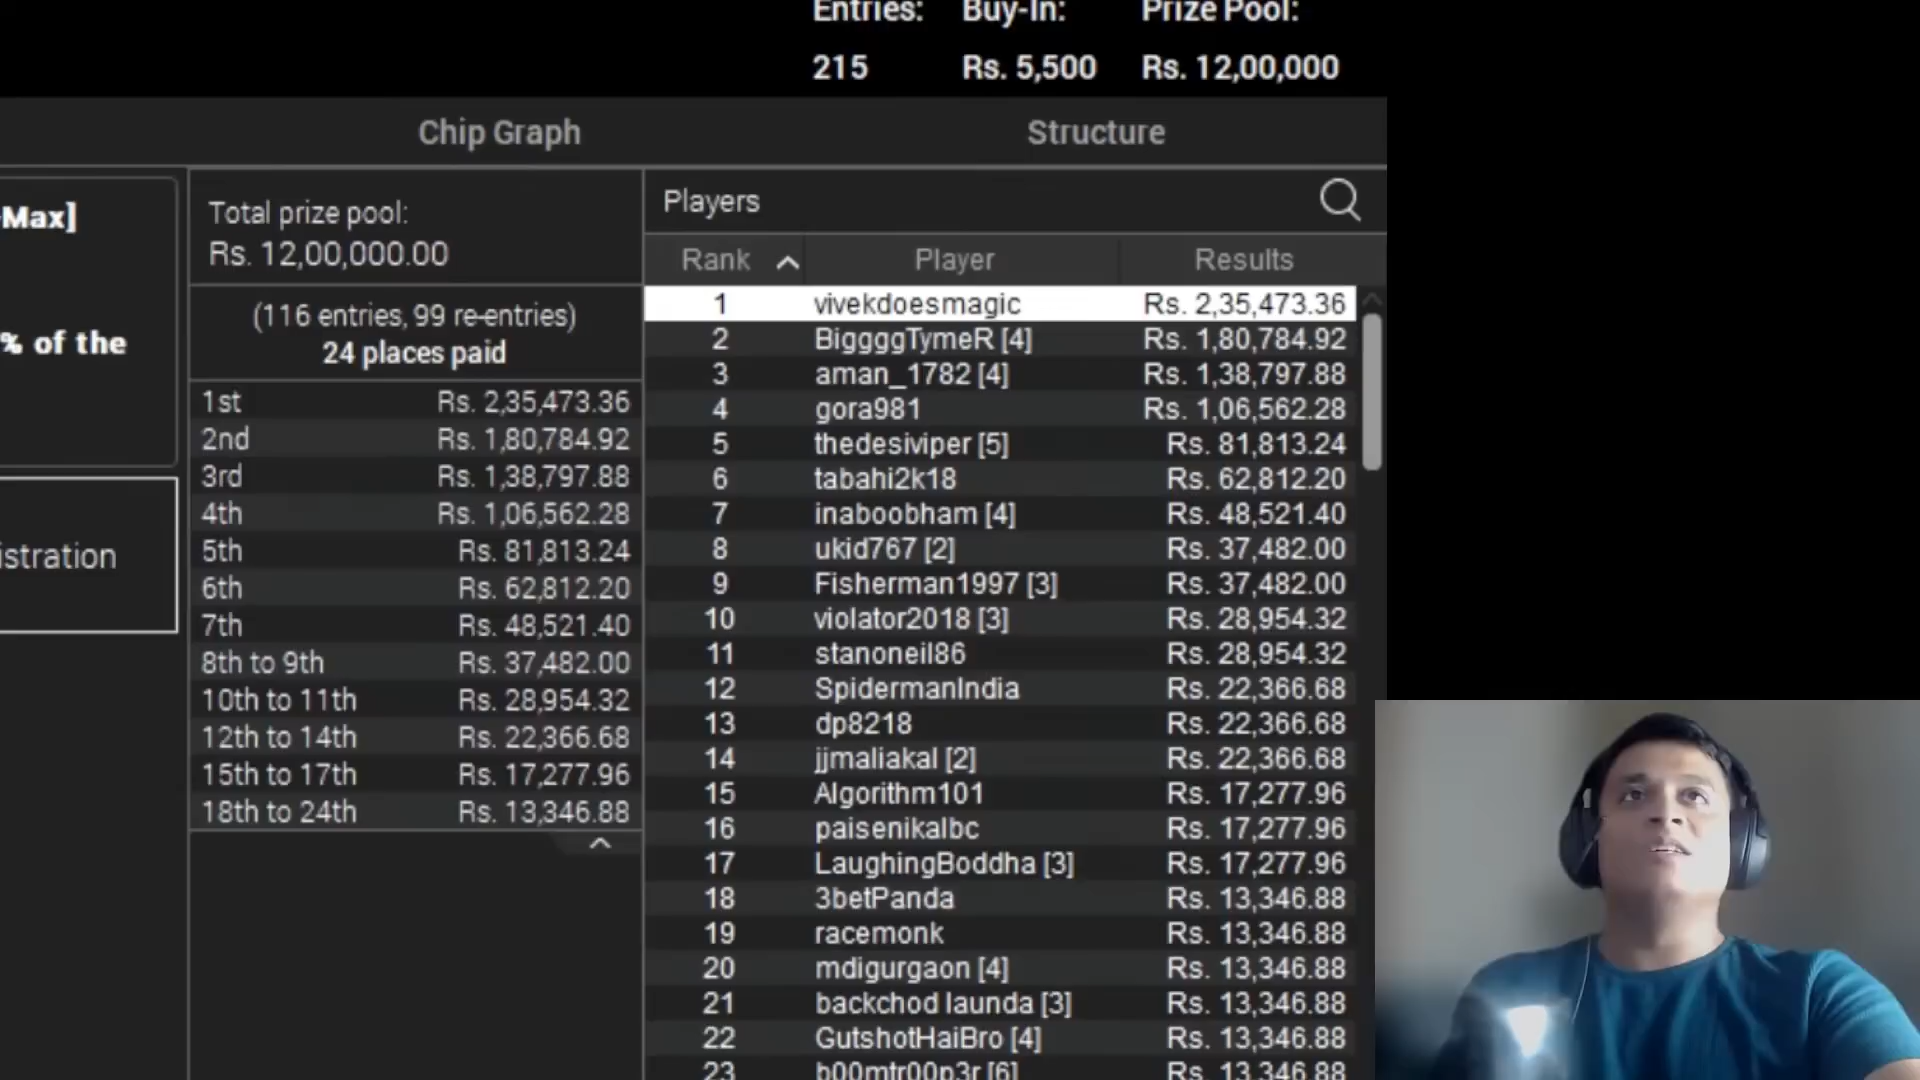 Entries: Buy-In: Prize Pool:
215 Rs. 5,500 Rs. 12,00,000
Chip Graph Structure
-Max]
% of the
istration
Total prize pool:
Rs. 12,00,000.00
(116 entries, 99 re-entries)
24 places paid
1st Rs. 2,35,473.36
2nd Rs. 1,80,784.92
3rd Rs. 1,38,797.88
4th Rs. 1,06,562.28
5th Rs. 81,813.24
6th Rs. 62,812.20
7th Rs. 48,521.40
8th to 9th Rs. 37,482.00
10th to 11th Rs. 28,954.32
12th to 14th Rs. 22,366.68
15th to 17th Rs. 17,277.96
18th to 24th Rs. 13,346.88
Players
Rank Player Results
1 vivekdoesmagic Rs. 2,35,473.36
2 BiggggTymeR [4] Rs. 1,80,784.92
3 aman_1782 [4] Rs. 1,38,797.88
4 gora981 Rs. 1,06,562.28
5 thedesiviper [5] Rs. 81,813.24
6 tabahi2k18 Rs. 62,812.20
7 inaboobham [4] Rs. 48,521.40
8 ukid767 [2] Rs. 37,482.00
9 Fisherman1997 [3] Rs. 37,482.00
10 violator2018 [3] Rs. 28,954.32
11 stanoneil86 Rs. 28,954.32
12 SpidermanIndia Rs. 22,366.68
13 dp8218 Rs. 22,366.68
14 jjmaliakal [2] Rs. 22,366.68
15 Algorithm101 Rs. 17,277.96
16 paisenikalbc Rs. 17,277.96
17 LaughingBoddha [3] Rs. 17,277.96
18 3betPanda Rs. 13,346.88
19 racemonk Rs. 13,346.88
20 mdigurgaon [4] Rs. 13,346.88
21 backchod launda [3] Rs. 13,346.88
22 GutshotHaiBro [4] Rs. 13,346.88
23 b00mtr00p3r [6] Rs. 13,346.88